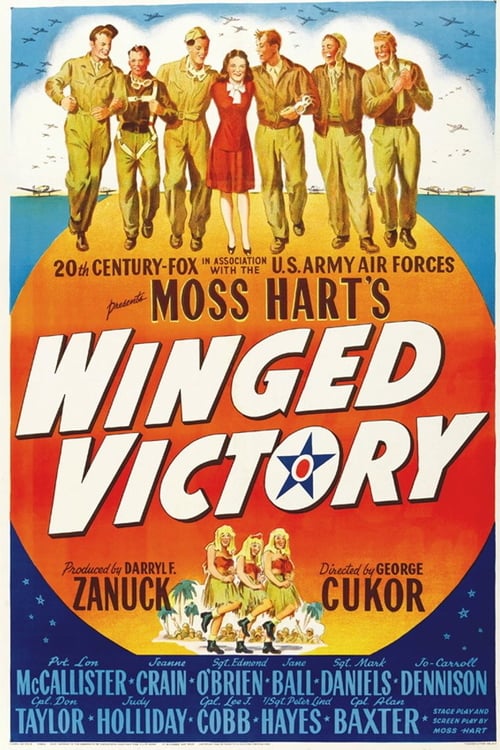 20th CENTURY-FOX IN ASSOCIATION WITH THE U.S. ARMY AIR FORCES
presents MOSS HART'S
WINGED
VICTORY
Produced by DARRYL F.
ZANUCK
Directed by GEORGE
CUKOR
Pvt. Lon McCALLISTER ★ Jeanne CRAIN ★ Sgt. Edmond O'BRIEN ★ Jane BALL ★ Sgt. Mark DANIELS ★ Jo-Carroll DENNISON
Cpl. Don TAYLOR ★ Judy HOLLIDAY ★ Cpl. Lee J. COBB ★ T/Sgt. Peter Lind HAYES ★ Cpl. Alan BAXTER
STAGE PLAY AND
SCREEN PLAY BY
MOSS HART